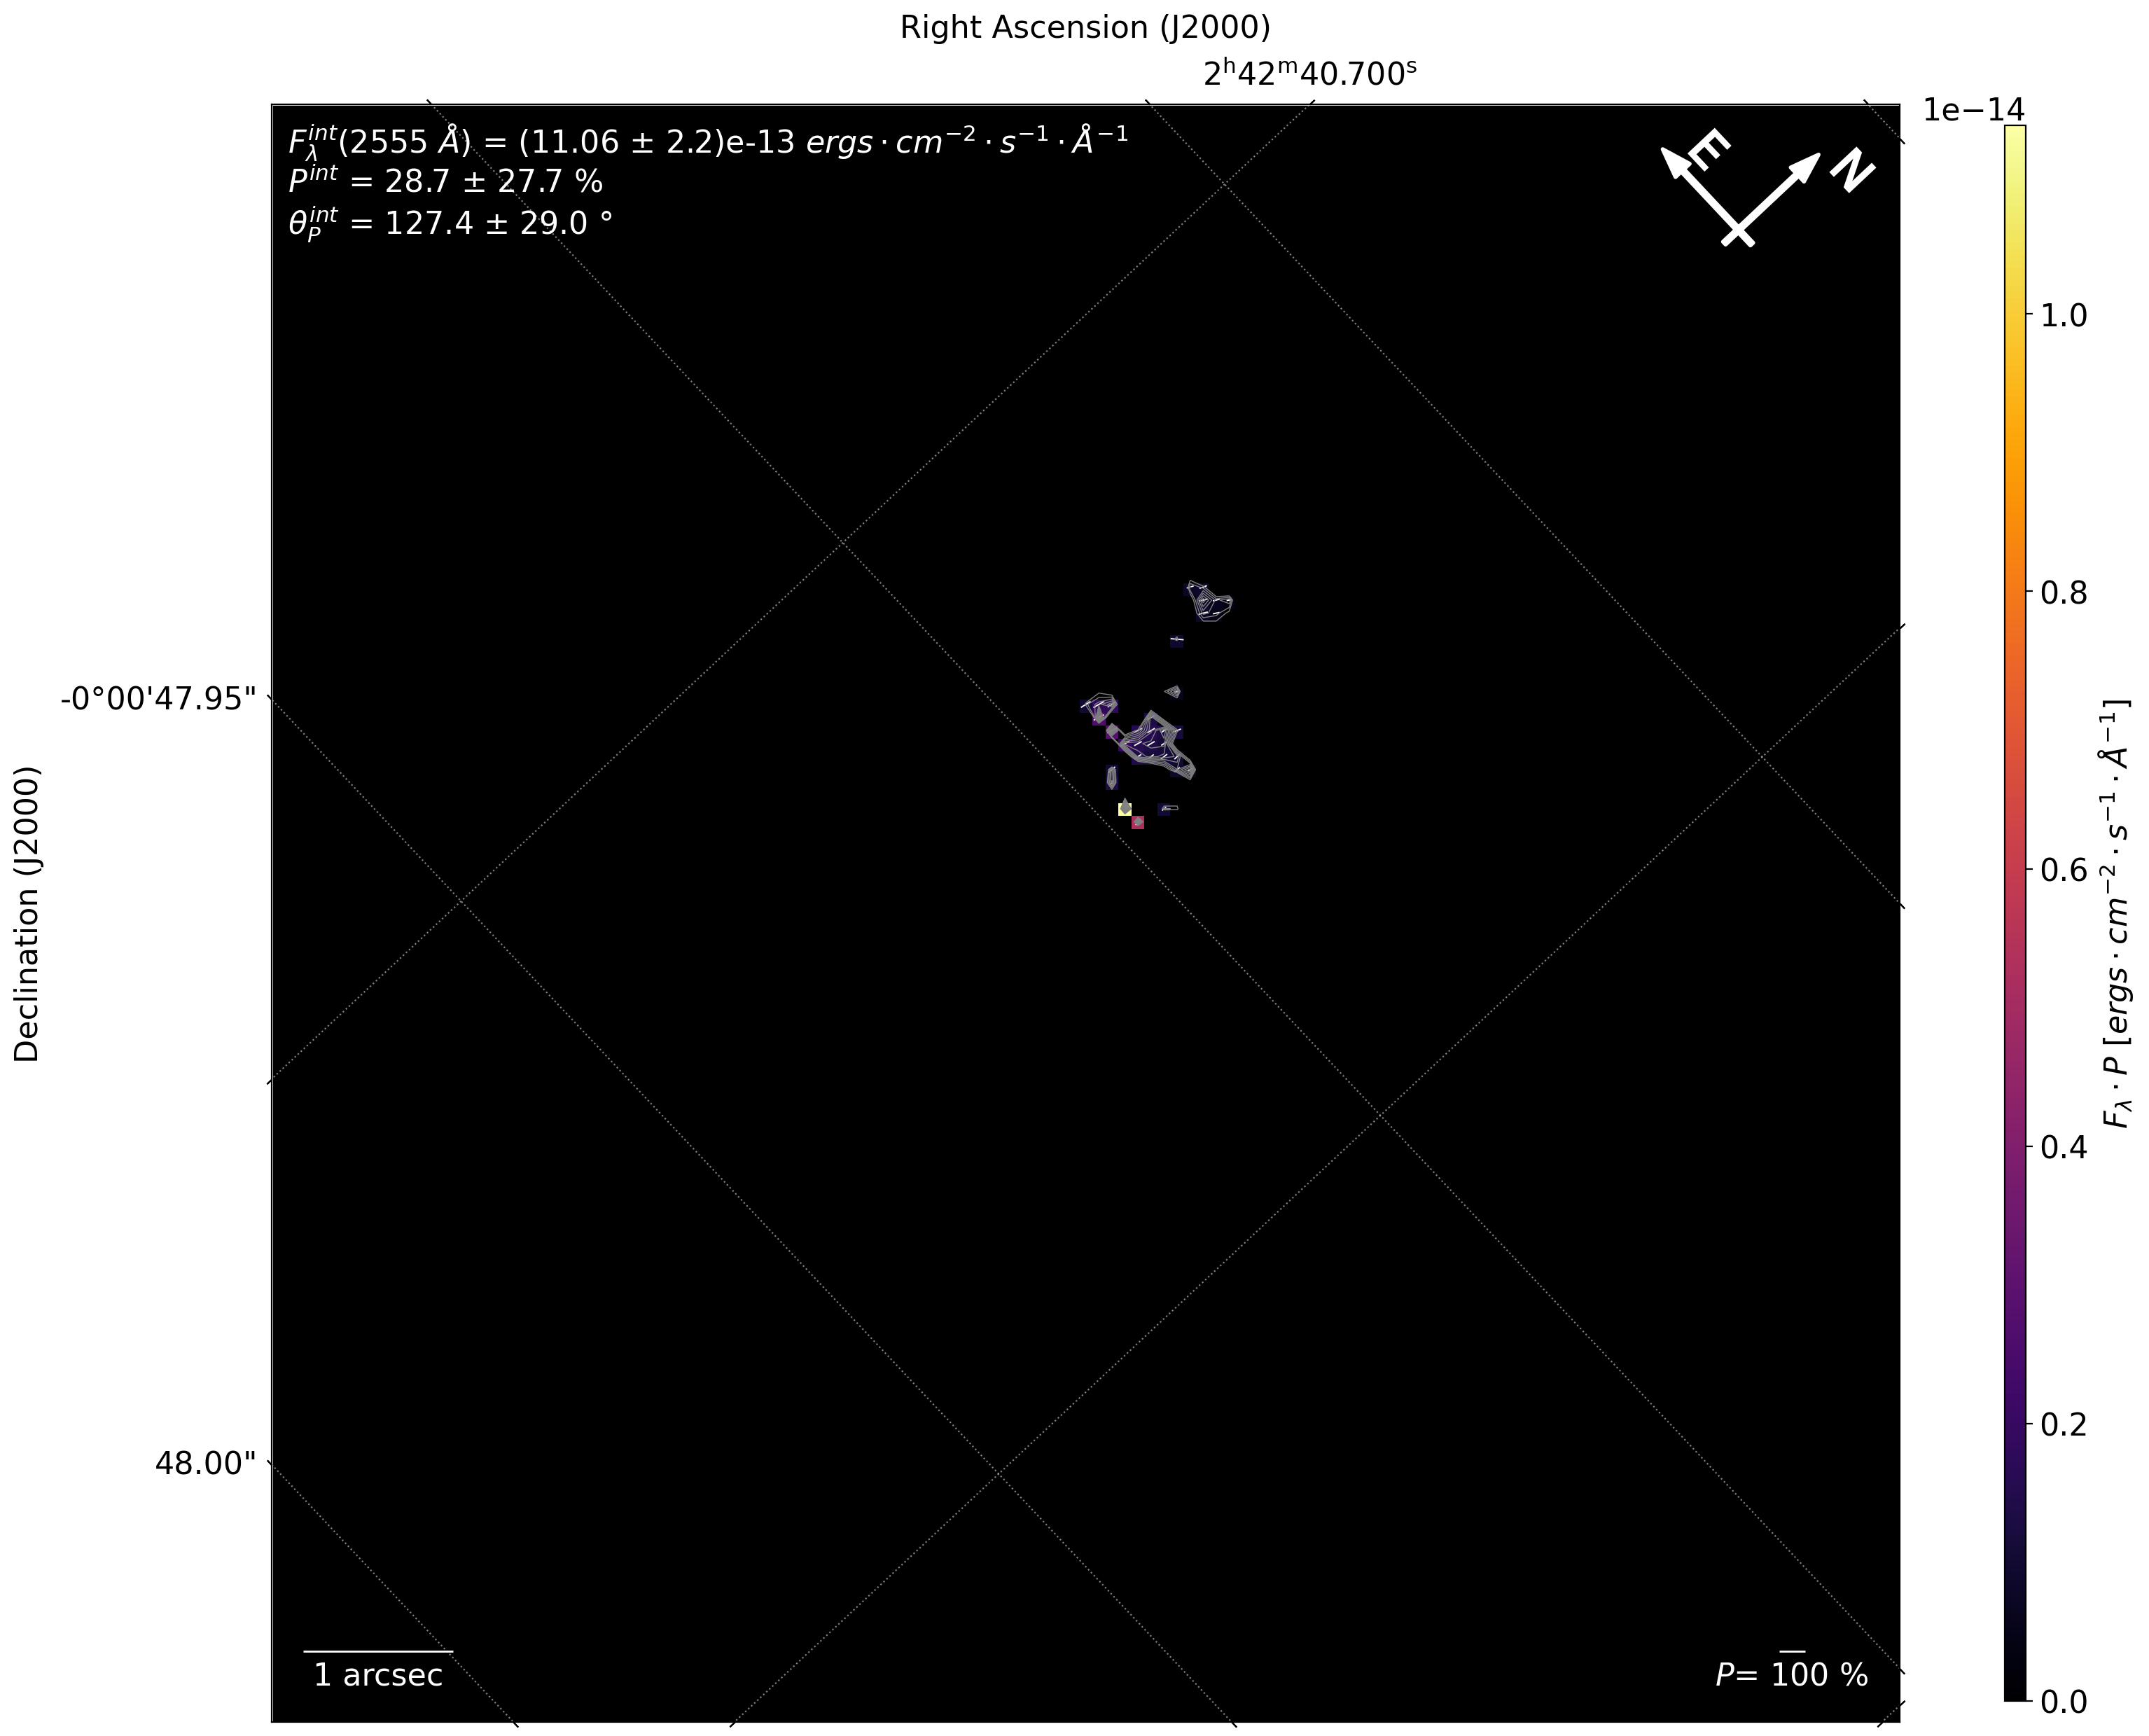 Right Ascension (J2000)
2ʰ42ᵐ40.700ˢ
1e−14
F_λ^int(2555 Å) = (11.06 ± 2.2)e-13 ergs · cm⁻² · s⁻¹ · Å⁻¹
P^int = 28.7 ± 27.7 %
θ_P^int = 127.4 ± 29.0 °
E
N
1.0
0.8
0.6
0.4
0.2
0.0
F_λ · P [ergs · cm⁻² · s⁻¹ · Å⁻¹]
-0°00'47.95"
48.00"
Declination (J2000)
1 arcsec
P= 100 %